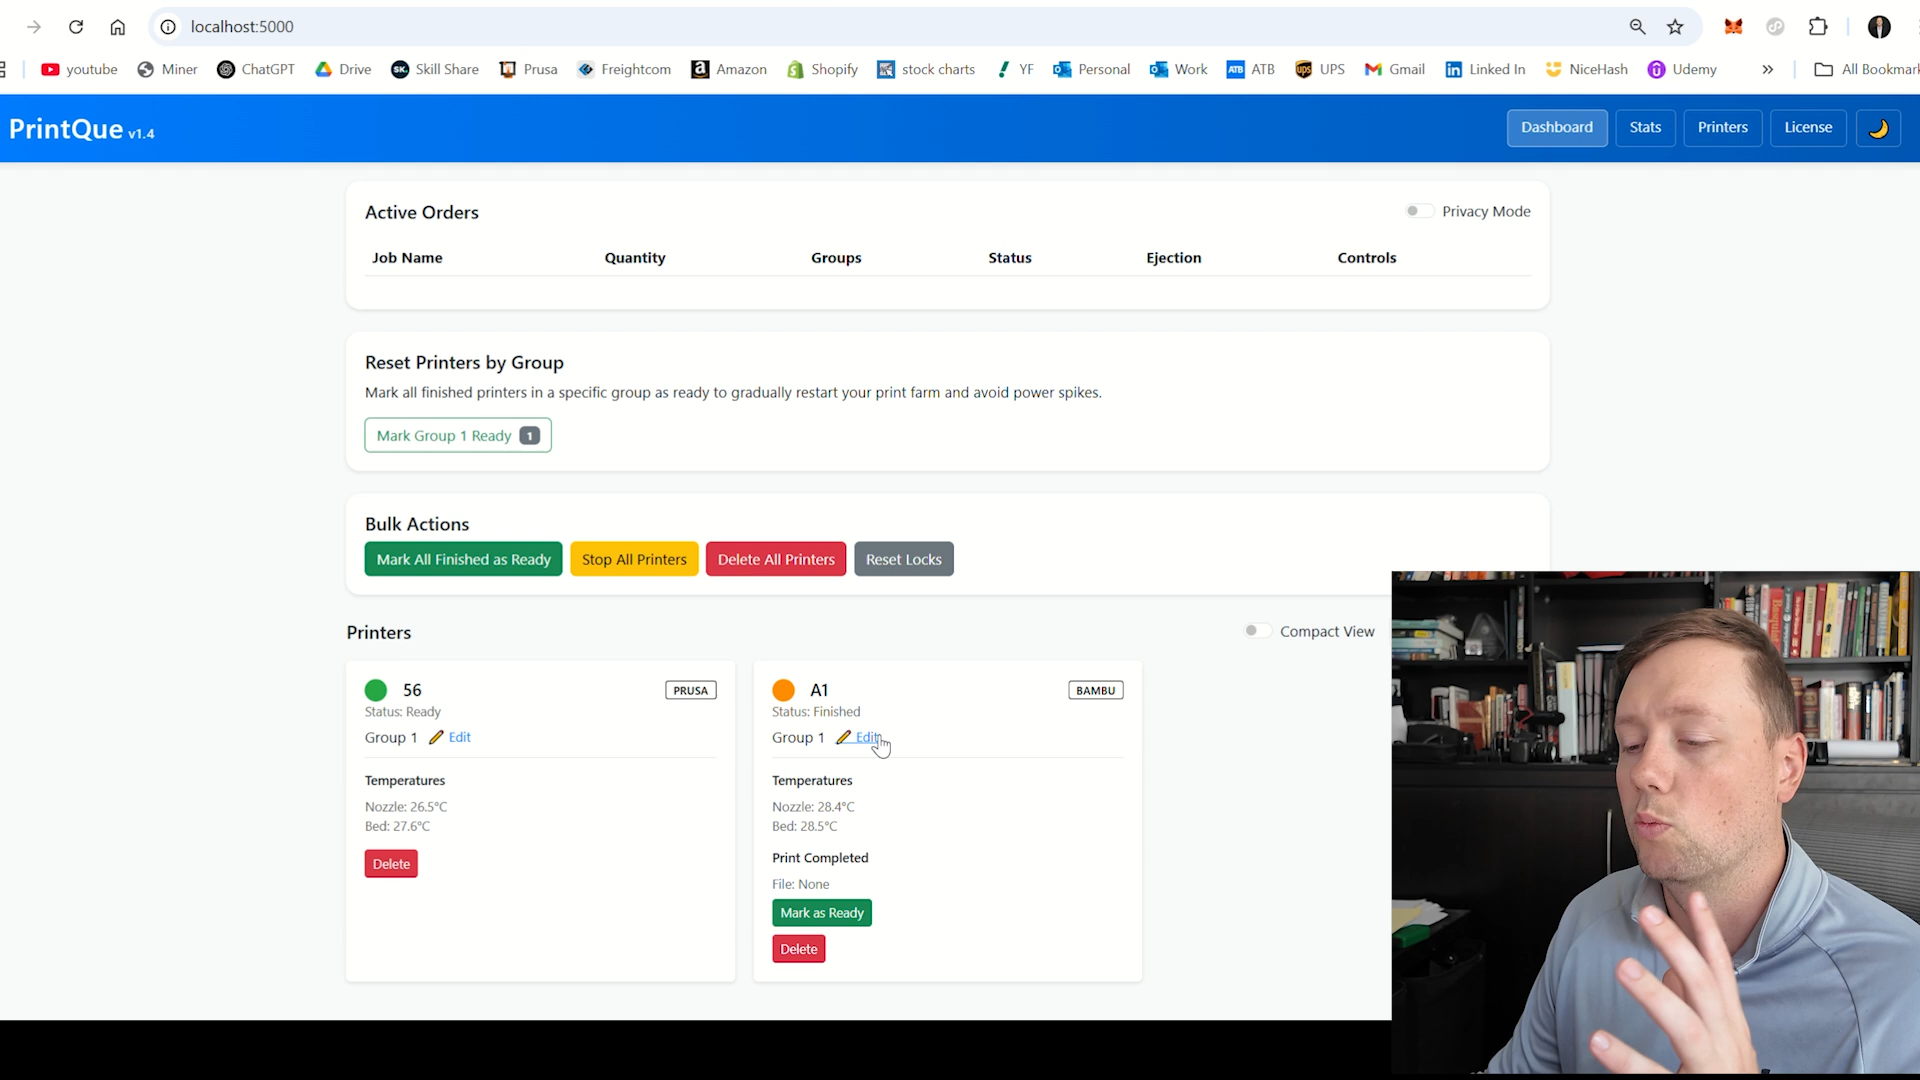 localhost:5000
youtube Miner ChatGPT Drive Skill Share Prusa Freightcom Amazon Shopify stock charts YF Personal Work ATB UPS Gmail Linked In NiceHash Udemy » All Bookmark
PrintQue v1.4
Dashboard Stats Printers License
Active Orders
Privacy Mode
Job Name Quantity Groups Status Ejection Controls
Reset Printers by Group
Mark all finished printers in a specific group as ready to gradually restart your print farm and avoid power spikes.
Mark Group 1 Ready 1
Bulk Actions
Mark All Finished as Ready Stop All Printers Delete All Printers Reset Locks
Printers
Compact View
56 PRUSA
Status: Ready
Group 1 Edit
Temperatures
Nozzle: 26.5°C
Bed: 27.6°C
Delete
A1 BAMBU
Status: Finished
Group 1 Edit
Temperatures
Nozzle: 28.4°C
Bed: 28.5°C
Print Completed
File: None
Mark as Ready
Delete